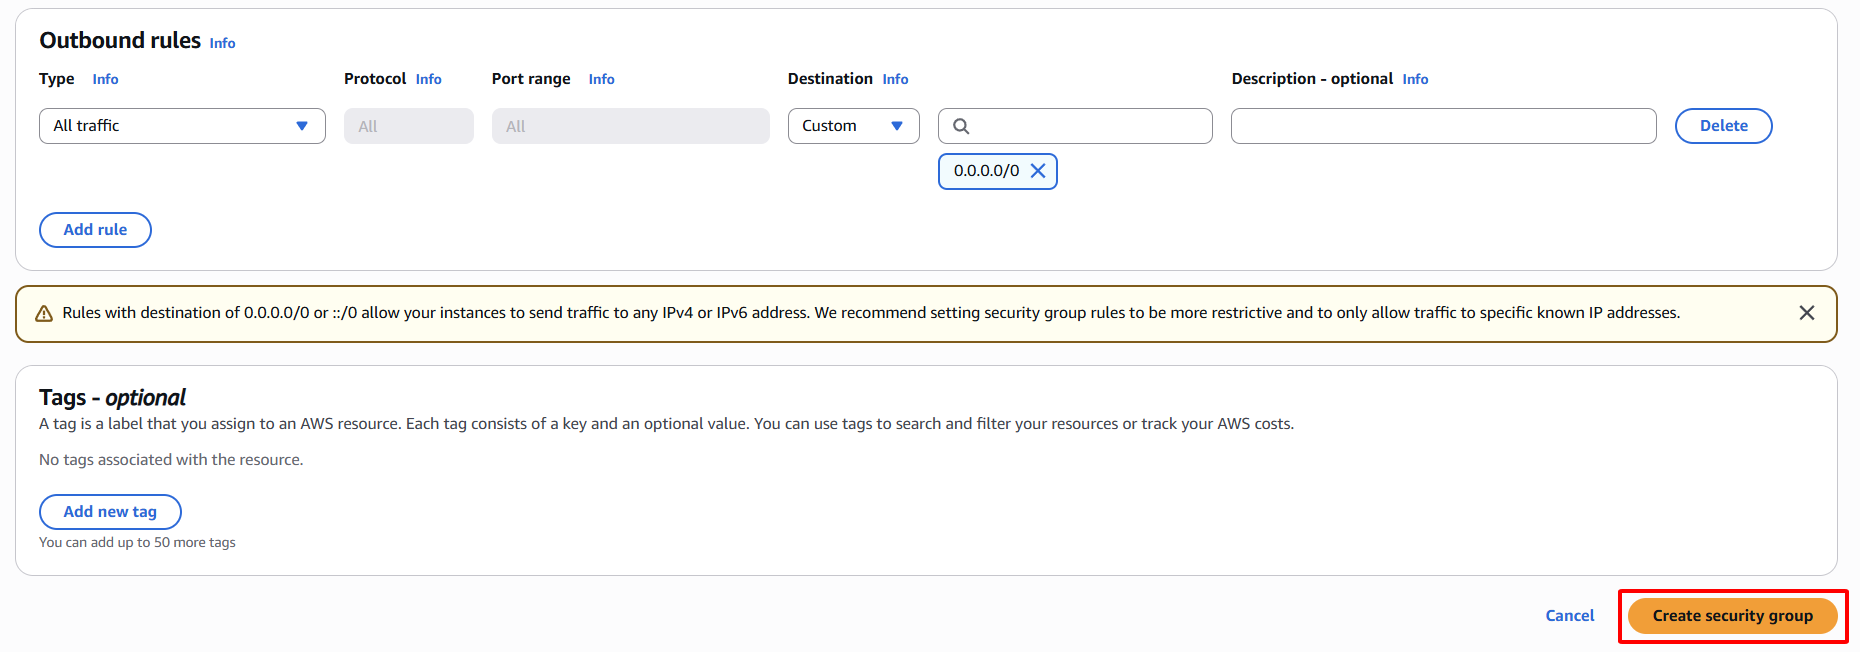 Outbound rules Info
Type Info Protocol Info Port range Info Destination Info Description - optional Info
All traffic All All Custom Delete
0.0.0.0/0
Add rule
Rules with destination of 0.0.0.0/0 or ::/0 allow your instances to send traffic to any IPv4 or IPv6 address. We recommend setting security group rules to be more restrictive and to only allow traffic to specific known IP addresses.
Tags - optional
A tag is a label that you assign to an AWS resource. Each tag consists of a key and an optional value. You can use tags to search and filter your resources or track your AWS costs.
No tags associated with the resource.
Add new tag
You can add up to 50 more tags
Cancel Create security group